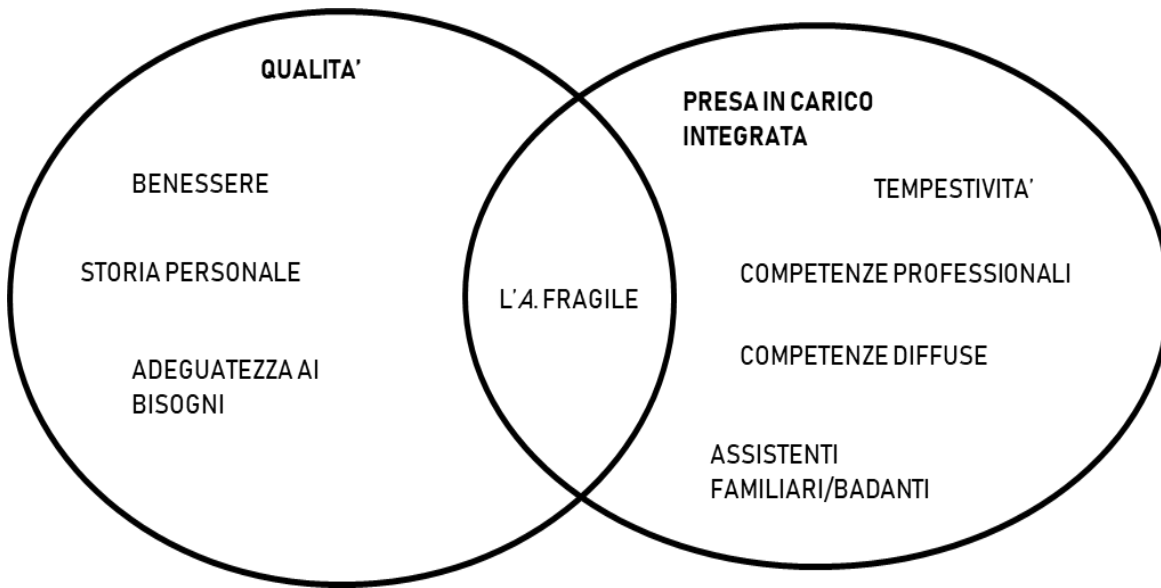 QUALITA'
BENESSERE
STORIA PERSONALE
ADEGUATEZZA AI
BISOGNI
L'A. FRAGILE
PRESA IN CARICO
INTEGRATA
TEMPESTIVITA'
COMPETENZE PROFESSIONALI
COMPETENZE DIFFUSE
ASSISTENTI
FAMILIARI/BADANTI